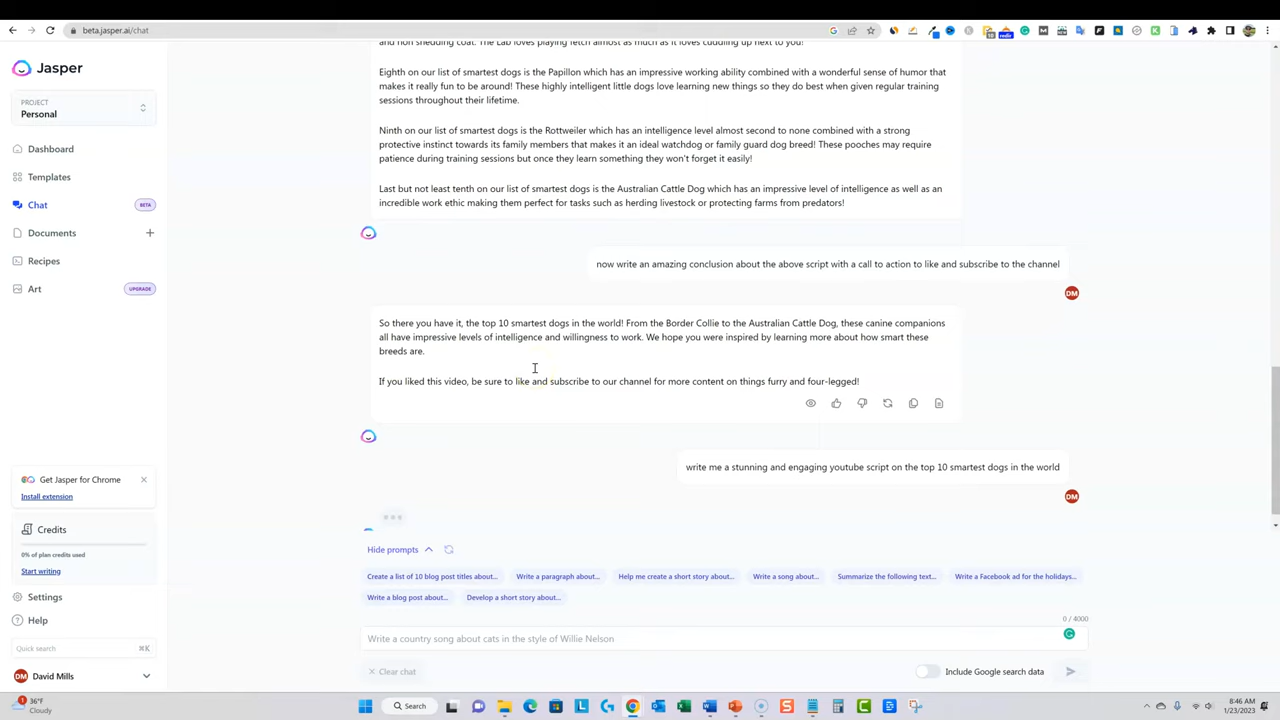 beta.jasper.ai/chat
Jasper
PROJECT
Personal
Dashboard
Templates
Chat
BETA
Documents
Recipes
Art
UPGRADE
Get Jasper for Chrome
Install extension
Credits
0% of plan credits used
Start writing
Settings
Help
Quick search
⌘K
DM
David Mills
and non shedding coat. The Lab loves playing fetch almost as much as it loves cuddling up next to you!
Eighth on our list of smartest dogs is the Papillon which has an impressive working ability combined with a wonderful sense of humor that
makes it really fun to be around! These highly intelligent little dogs love learning new things so they do best when given regular training
sessions throughout their lifetime.
Ninth on our list of smartest dogs is the Rottweiler which has an intelligence level almost second to none combined with a strong
protective instinct towards its family members that makes it an ideal watchdog or family guard dog breed! These pooches may require
patience during training sessions but once they learn something they won't forget it easily!
Last but not least tenth on our list of smartest dogs is the Australian Cattle Dog which has an impressive level of intelligence as well as an
incredible work ethic making them perfect for tasks such as herding livestock or protecting farms from predators!
now write an amazing conclusion about the above script with a call to action to like and subscribe to the channel
DM
So there you have it, the top 10 smartest dogs in the world! From the Border Collie to the Australian Cattle Dog, these canine companions
all have impressive levels of intelligence and willingness to work. We hope you were inspired by learning more about how smart these
breeds are.
If you liked this video, be sure to like and subscribe to our channel for more content on things furry and four-legged!
write me a stunning and engaging youtube script on the top 10 smartest dogs in the world
DM
Hide prompts
Create a list of 10 blog post titles about...
Write a paragraph about...
Help me create a short story about...
Write a song about...
Summarize the following text...
Write a Facebook ad for the holidays...
Write a blog post about...
Develop a short story about...
0 / 4000
Write a country song about cats in the style of Willie Nelson
Clear chat
Include Google search data
36°F
Cloudy
Search
8:46 AM
1/23/2023